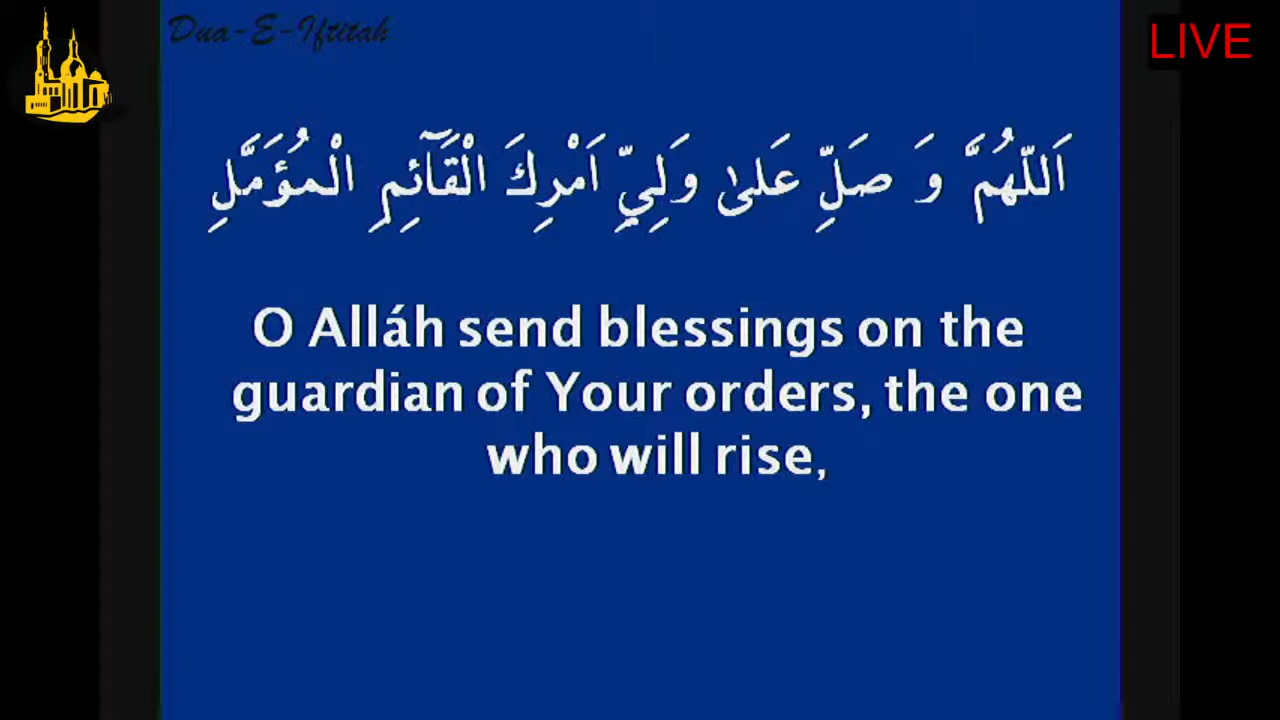 Dua-E-Iftitah
LIVE
اَللّٰهُمَّ وَ صَلِّ عَلىٰ وَلِيِّ اَمْرِكَ الْقَآئِمِ الْمُؤَمَّلِ
O Alláh send blessings on the
guardian of Your orders, the one
who will rise,